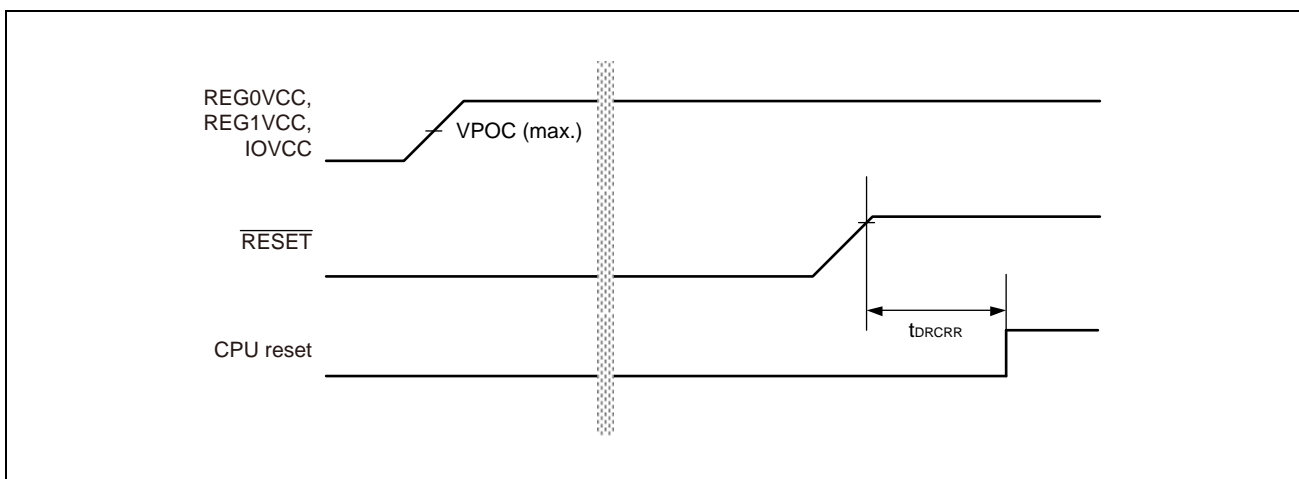 REG0VCC,
REG1VCC,
IOVCC
VPOC (max.)
RESET
tDRCRR
CPU reset